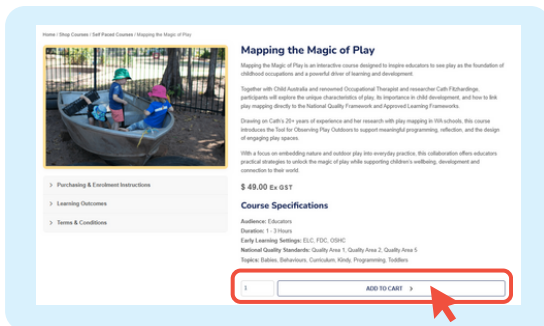 Home / Shop Courses / Self Paced Courses / Mapping the Magic of Play
Mapping the Magic of Play
Mapping the Magic of Play is an interactive course designed to inspire educators to see play as the foundation of
childhood occupations and a powerful driver of learning and development.
Together with Child Australia and renowned Occupational Therapist and researcher Cath Fitzhardinge,
participants will explore the unique characteristics of play, its importance in child development, and how to link
play mapping directly to the National Quality Framework and Approved Learning Frameworks.
Drawing on Cath's 20+ years of experience and her research with play mapping in WA schools, this course
introduces the Tool for Observing Play Outdoors to support meaningful programming, reflection, and the design
of engaging play spaces.
With a focus on embedding nature and outdoor play into everyday practice, this collaboration offers educators
practical strategies to unlock the magic of play while supporting children's wellbeing, development and
connection to their world.
$ 49.00 Ex GST
Course Specifications
Audience: Educators
Duration: 1 - 3 Hours
Early Learning Settings: ELC, FDC, OSHC
National Quality Standards: Quality Area 1, Quality Area 2, Quality Area 5
Topics: Babies, Behaviours, Curriculum, Kindy, Programming, Toddlers
> Purchasing & Enrolment Instructions
> Learning Outcomes
> Terms & Conditions
1
ADD TO CART >